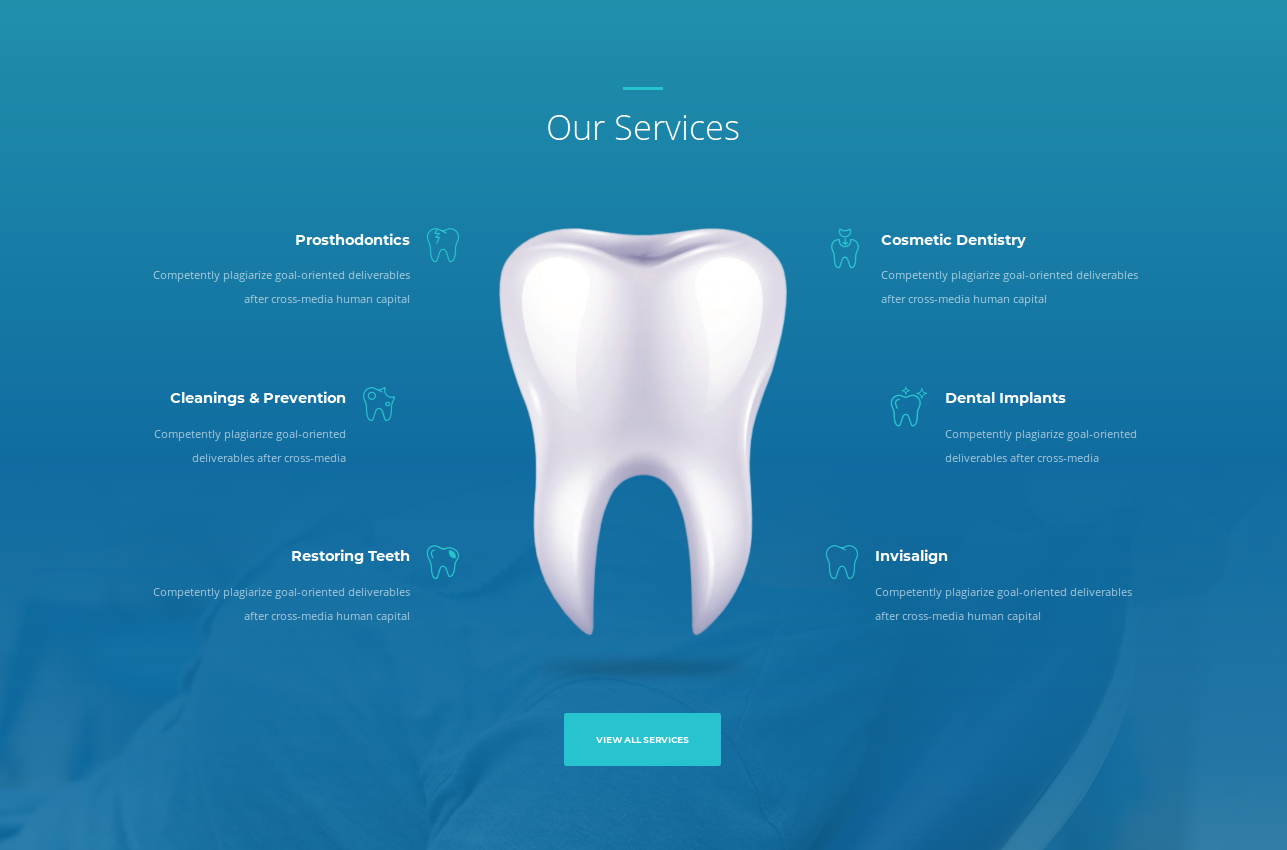 Our Services
Prosthodontics
Competently plagiarize goal-oriented deliverables
after cross-media human capital
Cleanings & Prevention
Competently plagiarize goal-oriented
deliverables after cross-media
Restoring Teeth
Competently plagiarize goal-oriented deliverables
after cross-media human capital
Cosmetic Dentistry
Competently plagiarize goal-oriented deliverables
after cross-media human capital
Dental Implants
Competently plagiarize goal-oriented
deliverables after cross-media
Invisalign
Competently plagiarize goal-oriented deliverables
after cross-media human capital
VIEW ALL SERVICES